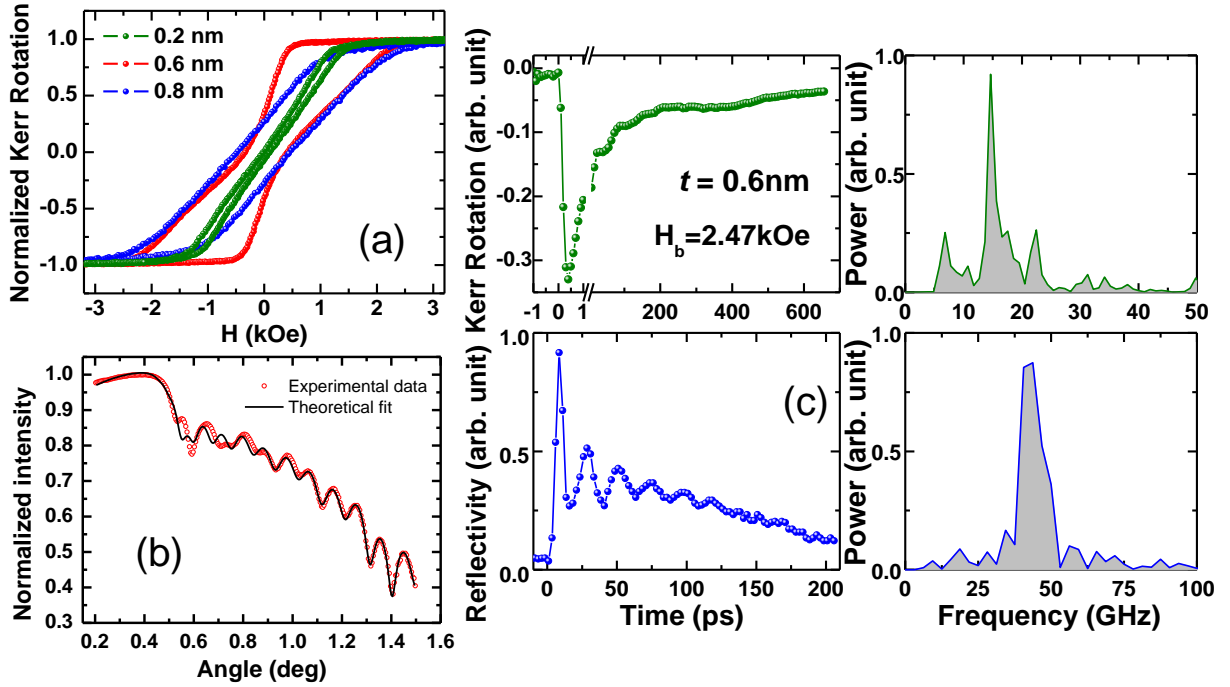 Normalized Kerr Rotation
1.0
0.5
0.0
-0.5
-1.0
0.2 nm
0.6 nm
0.8 nm
(a)
-3 -2 -1 0 1 2 3
H (kOe)
Normalized intensity
1.0
0.9
0.8
0.7
0.6
0.5
0.4
0.3
Experimental data
Theoretical fit
(b)
0.2 0.4 0.6 0.8 1.0 1.2 1.4 1.6
Angle (deg)
Kerr Rotation (arb. unit)
0.0
-0.1
-0.2
-0.3
t = 0.6nm
H_b=2.47kOe
-1 0 1 200 400 600
Power (arb. unit)
1.0
0.5
0.0
0 10 20 30 40 50
Reflectivity (arb. unit)
1.0
0.5
0.0
(c)
0 50 100 150 200
Time (ps)
Power (arb. unit)
1.0
0.5
0.0
0 25 50 75 100
Frequency (GHz)